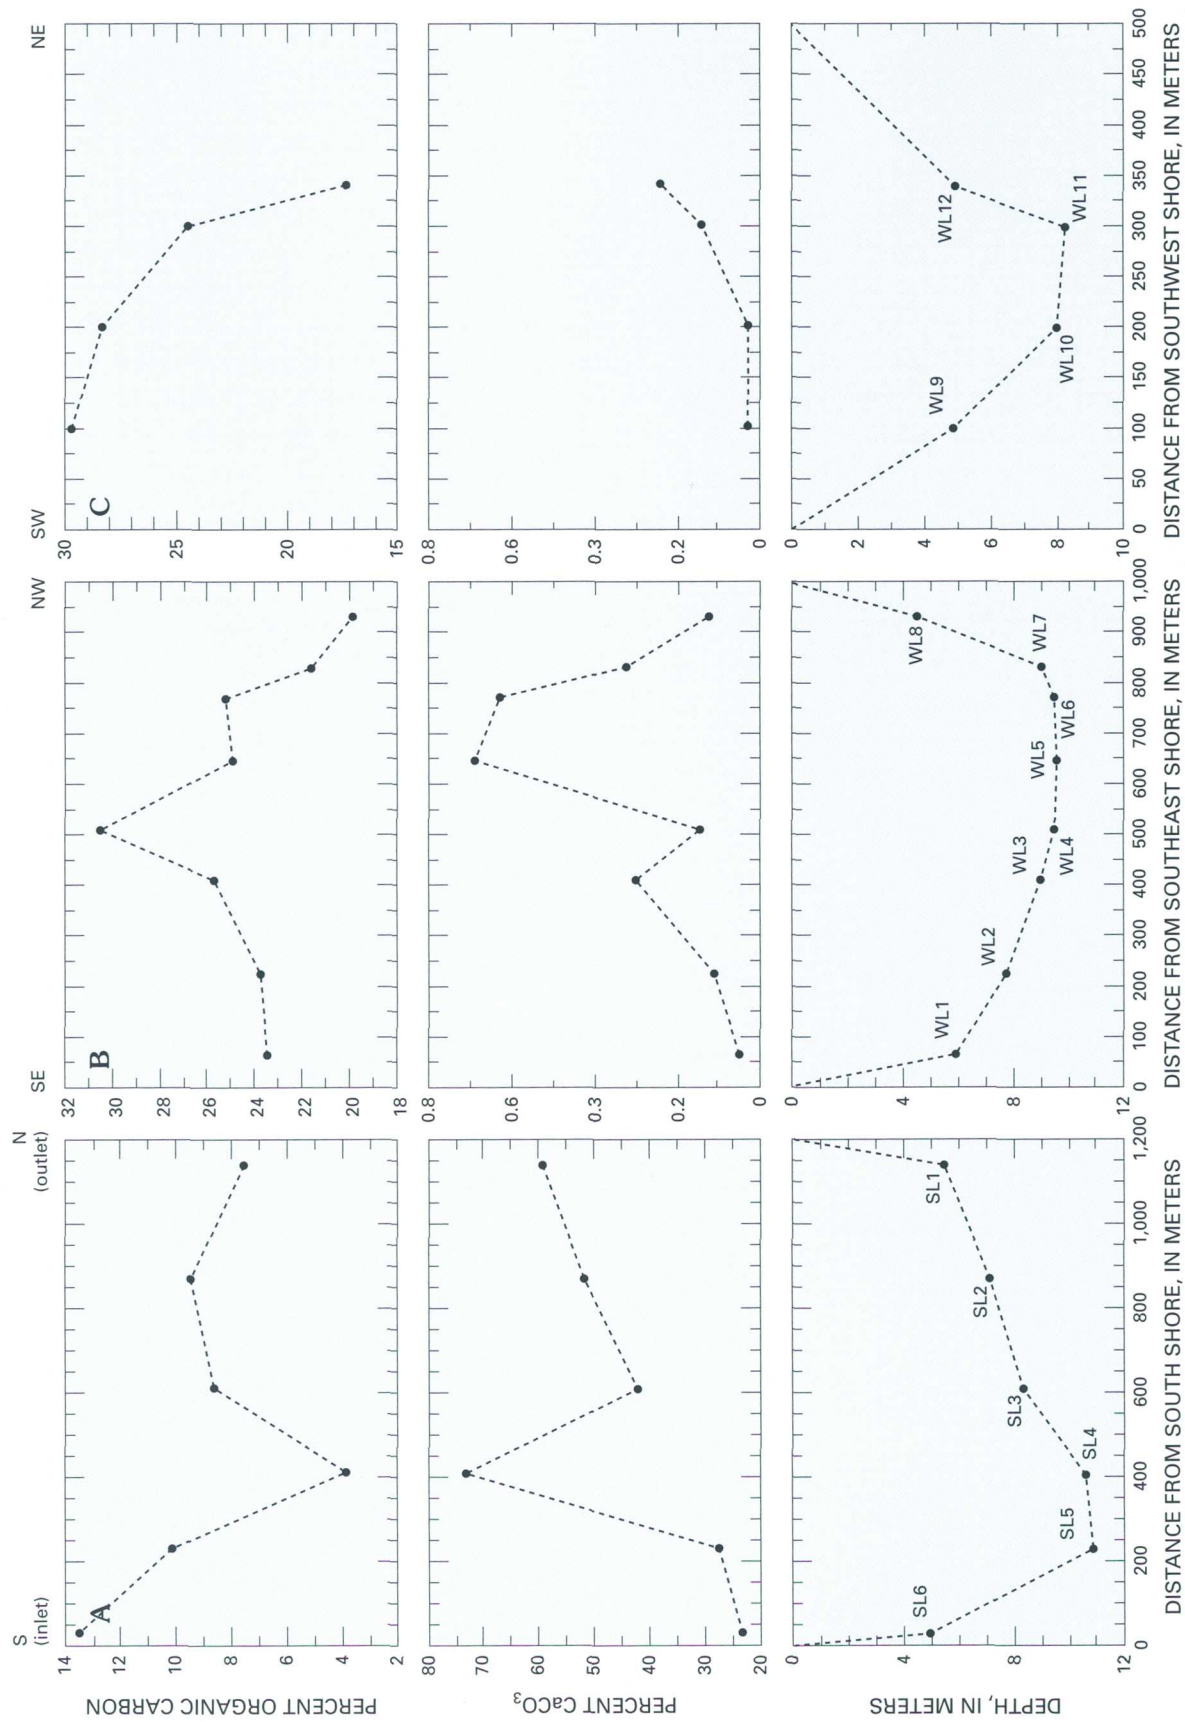 S
(inlet)
N
(outlet)
A
PERCENT ORGANIC CARBON
14
12
10
8
6
4
2
PERCENT CaCO₃
80
70
60
50
40
30
20
DEPTH, IN METERS
0
4
8
12
SL6
SL5
SL4
SL3
SL2
SL1
0 200 400 600 800 1,000 1,200
DISTANCE FROM SOUTH SHORE, IN METERS
SE NW
B
32
30
28
26
24
22
20
18
0.8
0.6
0.3
0.2
0
0
4
8
12
WL1
WL2
WL3
WL4
WL5
WL6
WL7
WL8
0 100 200 300 400 500 600 700 800 900 1,000
DISTANCE FROM SOUTHEAST SHORE, IN METERS
SW NE
C
30
25
20
15
0.8
0.6
0.3
0.2
0
0
2
4
6
8
10
WL9
WL10
WL11
WL12
0 50 100 150 200 250 300 350 400 450 500
DISTANCE FROM SOUTHWEST SHORE, IN METERS